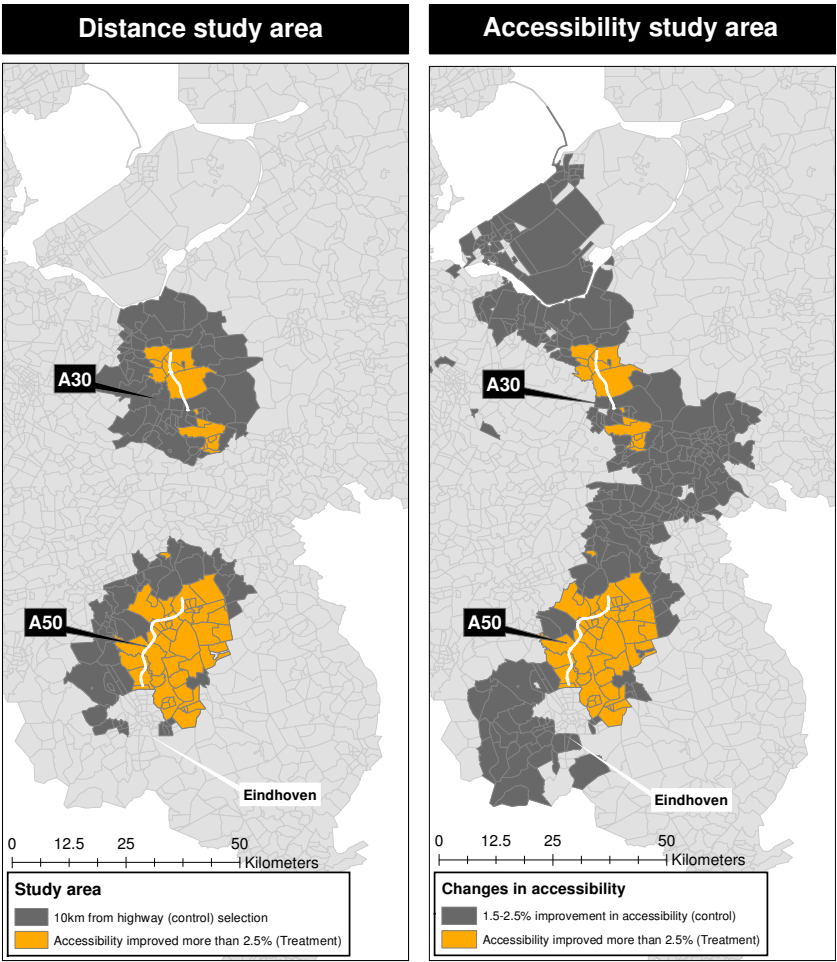 Distance study area
A30
A50
Eindhoven
0 12.5 25 50
Kilometers
Study area
10km from highway (control) selection
Accessibility improved more than 2.5% (Treatment)
Accessibility study area
A30
A50
Eindhoven
0 12.5 25 50
Kilometers
Changes in accessibility
1.5-2.5% improvement in accessibility (control)
Accessibility improved more than 2.5% (Treatment)